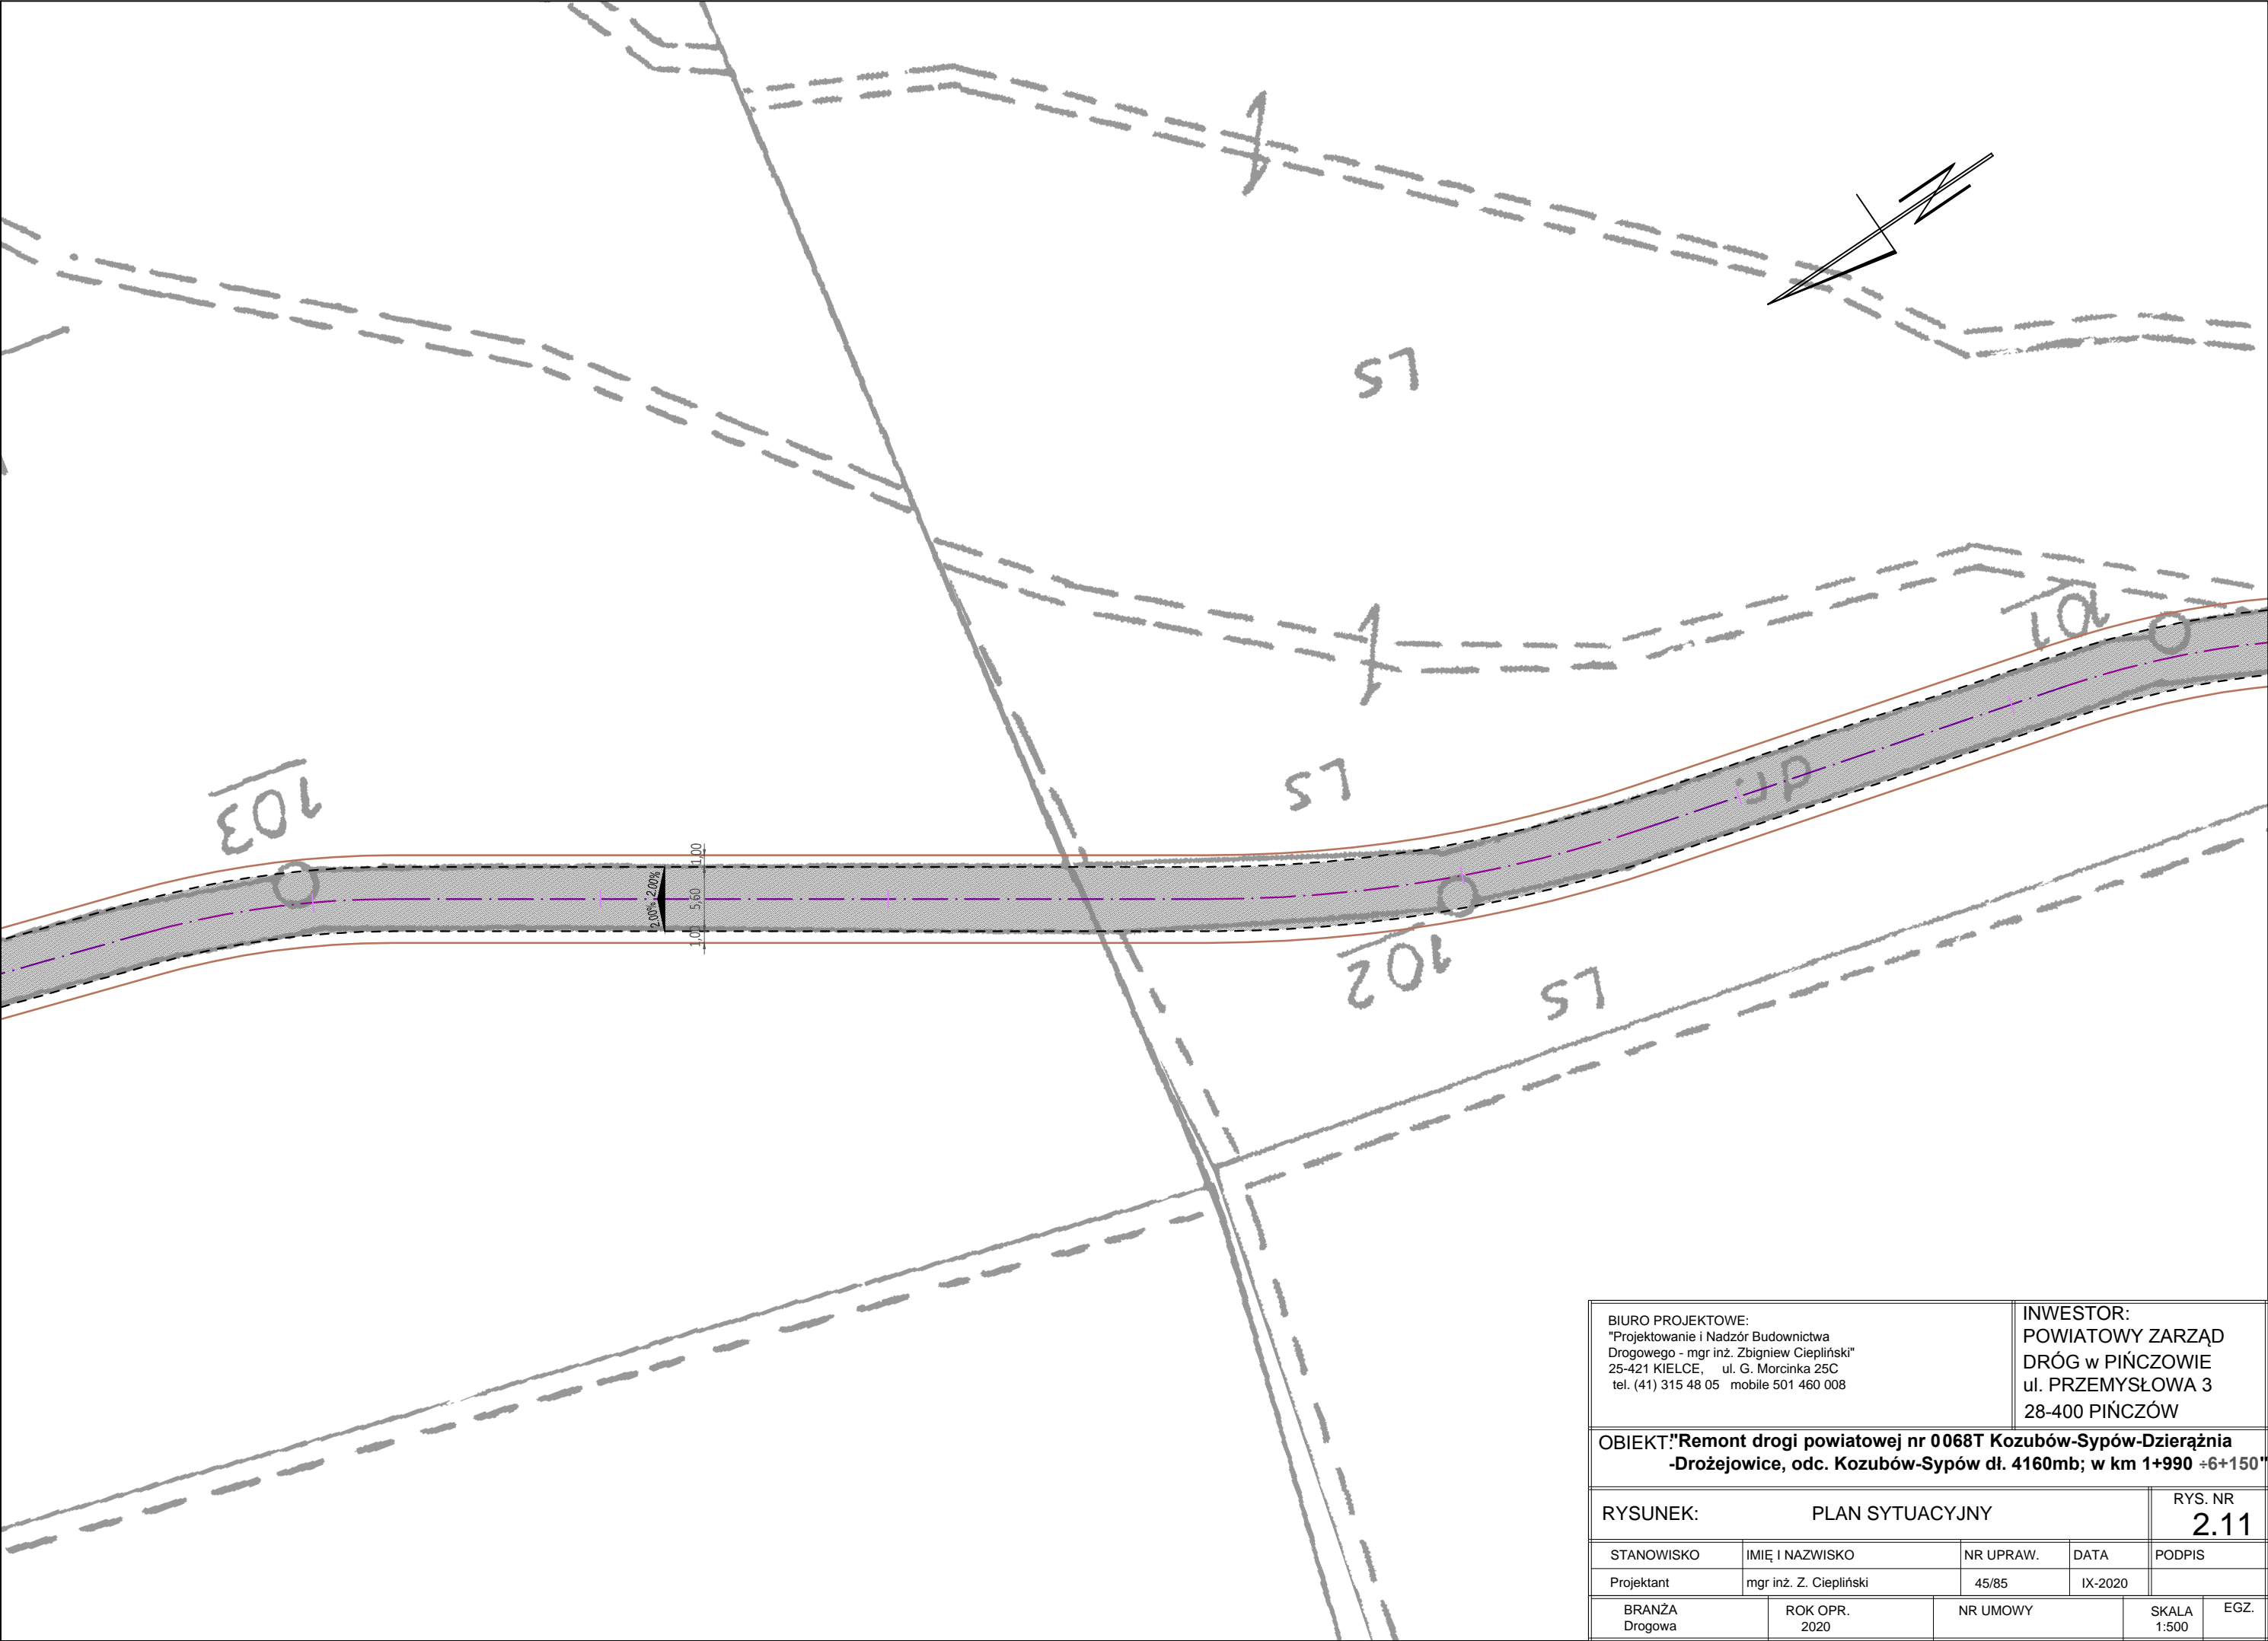 Ls
101
dr.
103
Ls
102
Ls
1,00
5,60
1,00
2.00%
2.00%
BIURO PROJEKTOWE:
"Projektowanie i Nadzór Budownictwa
Drogowego - mgr inż. Zbigniew Ciepliński"
25-421 KIELCE, ul. G. Morcinka 25C
tel. (41) 315 48 05 mobile 501 460 008
INWESTOR:
POWIATOWY ZARZĄD
DRÓG w PIŃCZOWIE
ul. PRZEMYSŁOWA 3
28-400 PIŃCZÓW
OBIEKT:"Remont drogi powiatowej nr 0068T Kozubów-Sypów-Dzierążnia
-Drożejowice, odc. Kozubów-Sypów dł. 4160mb; w km 1+990 ÷6+150"
RYSUNEK: PLAN SYTUACYJNY
RYS. NR
2.11
STANOWISKO IMIĘ I NAZWISKO NR UPRAW. DATA PODPIS
Projektant mgr inż. Z. Ciepliński 45/85 IX-2020
BRANŻA ROK OPR. NR UMOWY SKALA EGZ.
Drogowa 2020 1:500